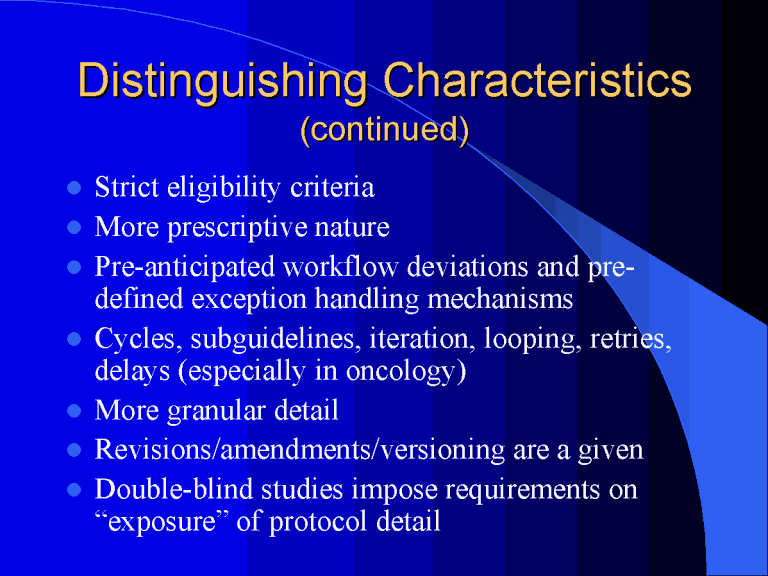 Distinguishing Characteristics
(continued)
Strict eligibility criteria
More prescriptive nature
Pre-anticipated workflow deviations and pre-
defined exception handling mechanisms
Cycles, subguidelines, iteration, looping, retries,
delays (especially in oncology)
More granular detail
Revisions/amendments/versioning are a given
Double-blind studies impose requirements on
“exposure” of protocol detail